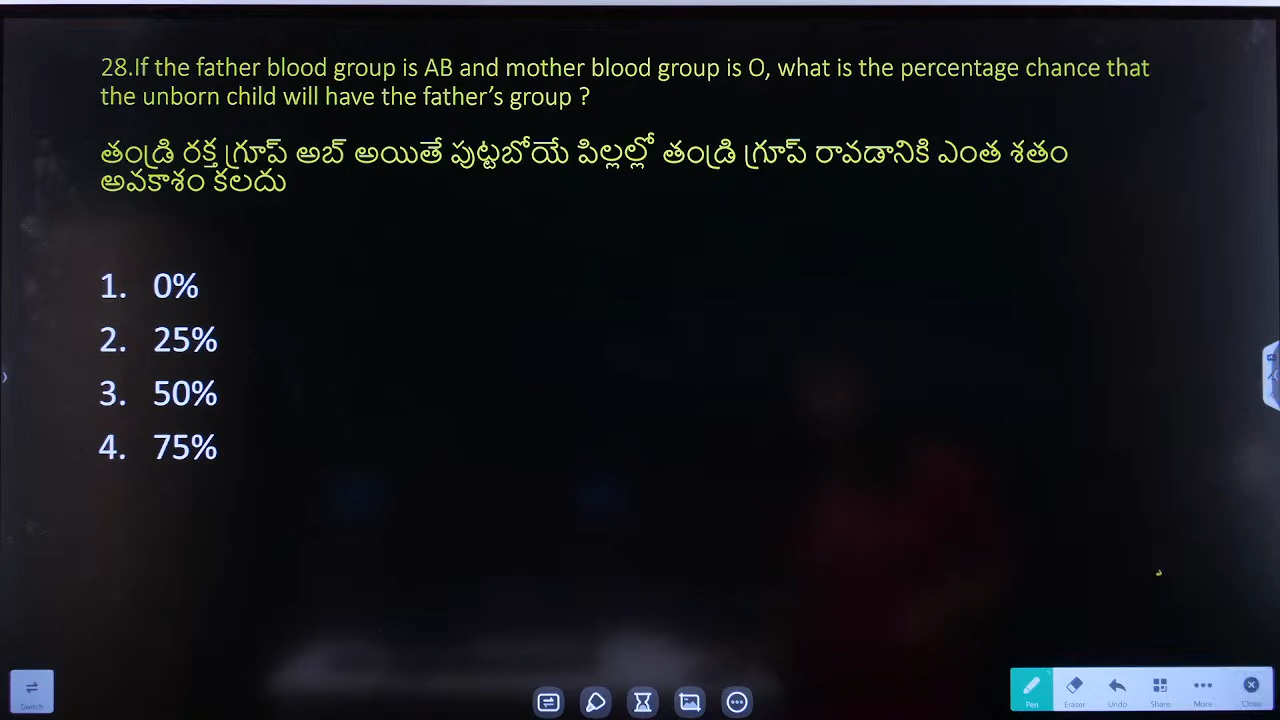 28.If the father blood group is AB and mother blood group is O, what is the percentage chance that
the unborn child will have the father’s group ?
తండ్రి రక్త గ్రూప్ అబ్ అయితే పుట్టబోయే పిల్లల్లో తండ్రి గ్రూప్ రావడానికి ఎంత శతం
అవకాశం కలదు
1. 0%
2. 25%
3. 50%
4. 75%
Switch
Pen Eraser Undo Share More Close